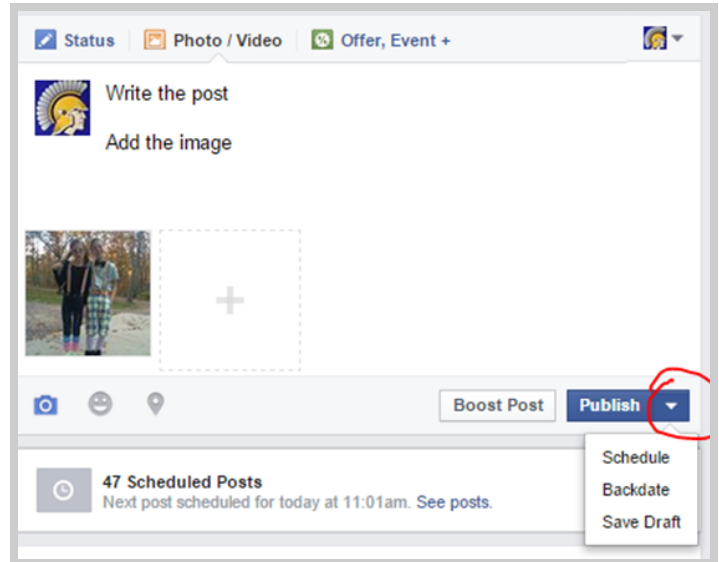 Status Photo / Video Offer, Event +
Write the post
Add the image
Boost Post Publish
Schedule
Backdate
Save Draft
47 Scheduled Posts
Next post scheduled for today at 11:01am. See posts.